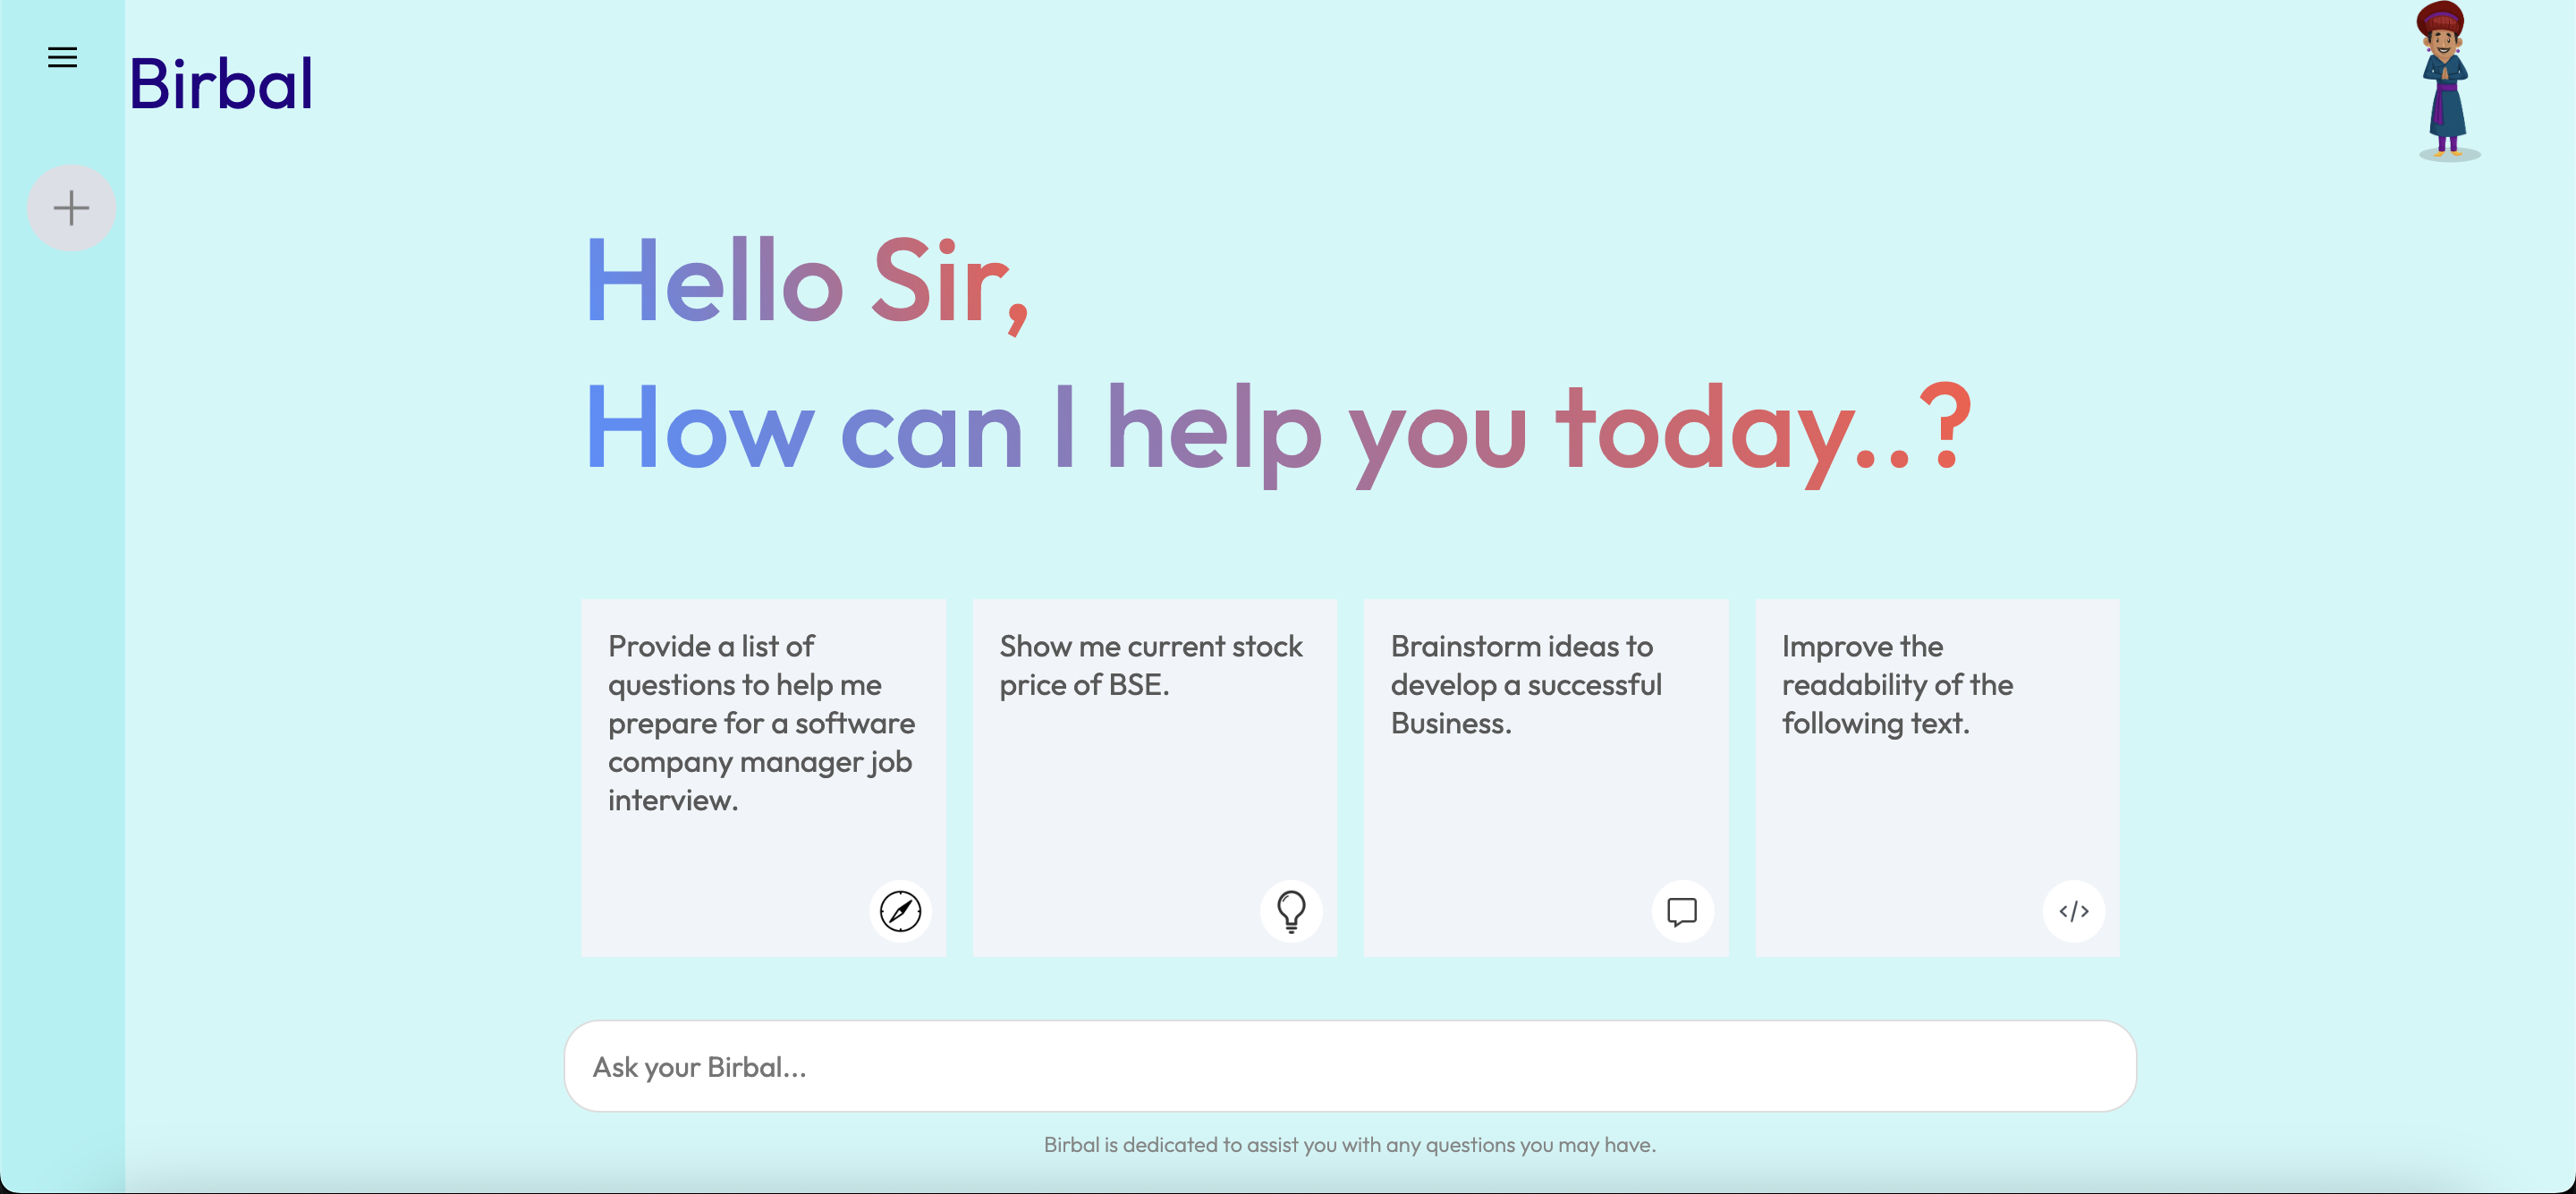 Birbal
Hello Sir,
How can I help you today..?
Provide a list of
questions to help me
prepare for a software
company manager job
interview.
Show me current stock
price of BSE.
Brainstorm ideas to
develop a successful
Business.
Improve the
readability of the
following text.
Ask your Birbal...
Birbal is dedicated to assist you with any questions you may have.